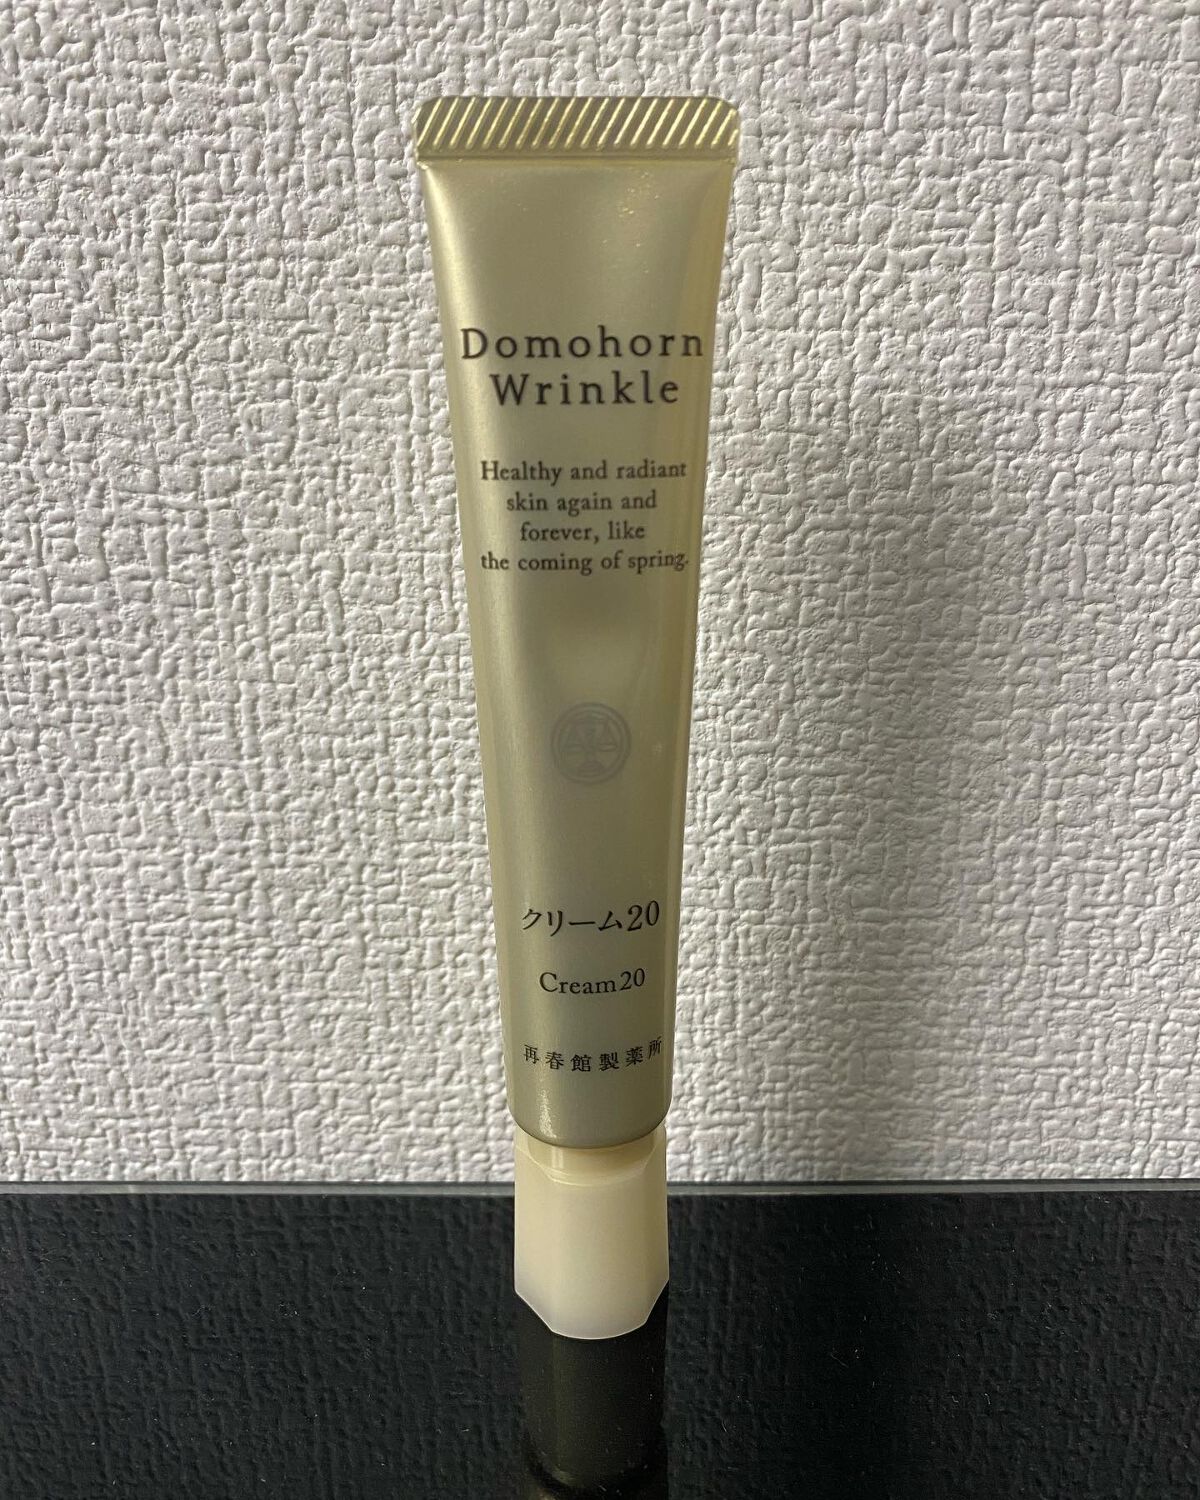 Domohorn
Wrinkle
Healthy and radiant
skin again and
forever, like
the coming of spring.
クリーム20
Cream20
再春館製薬所